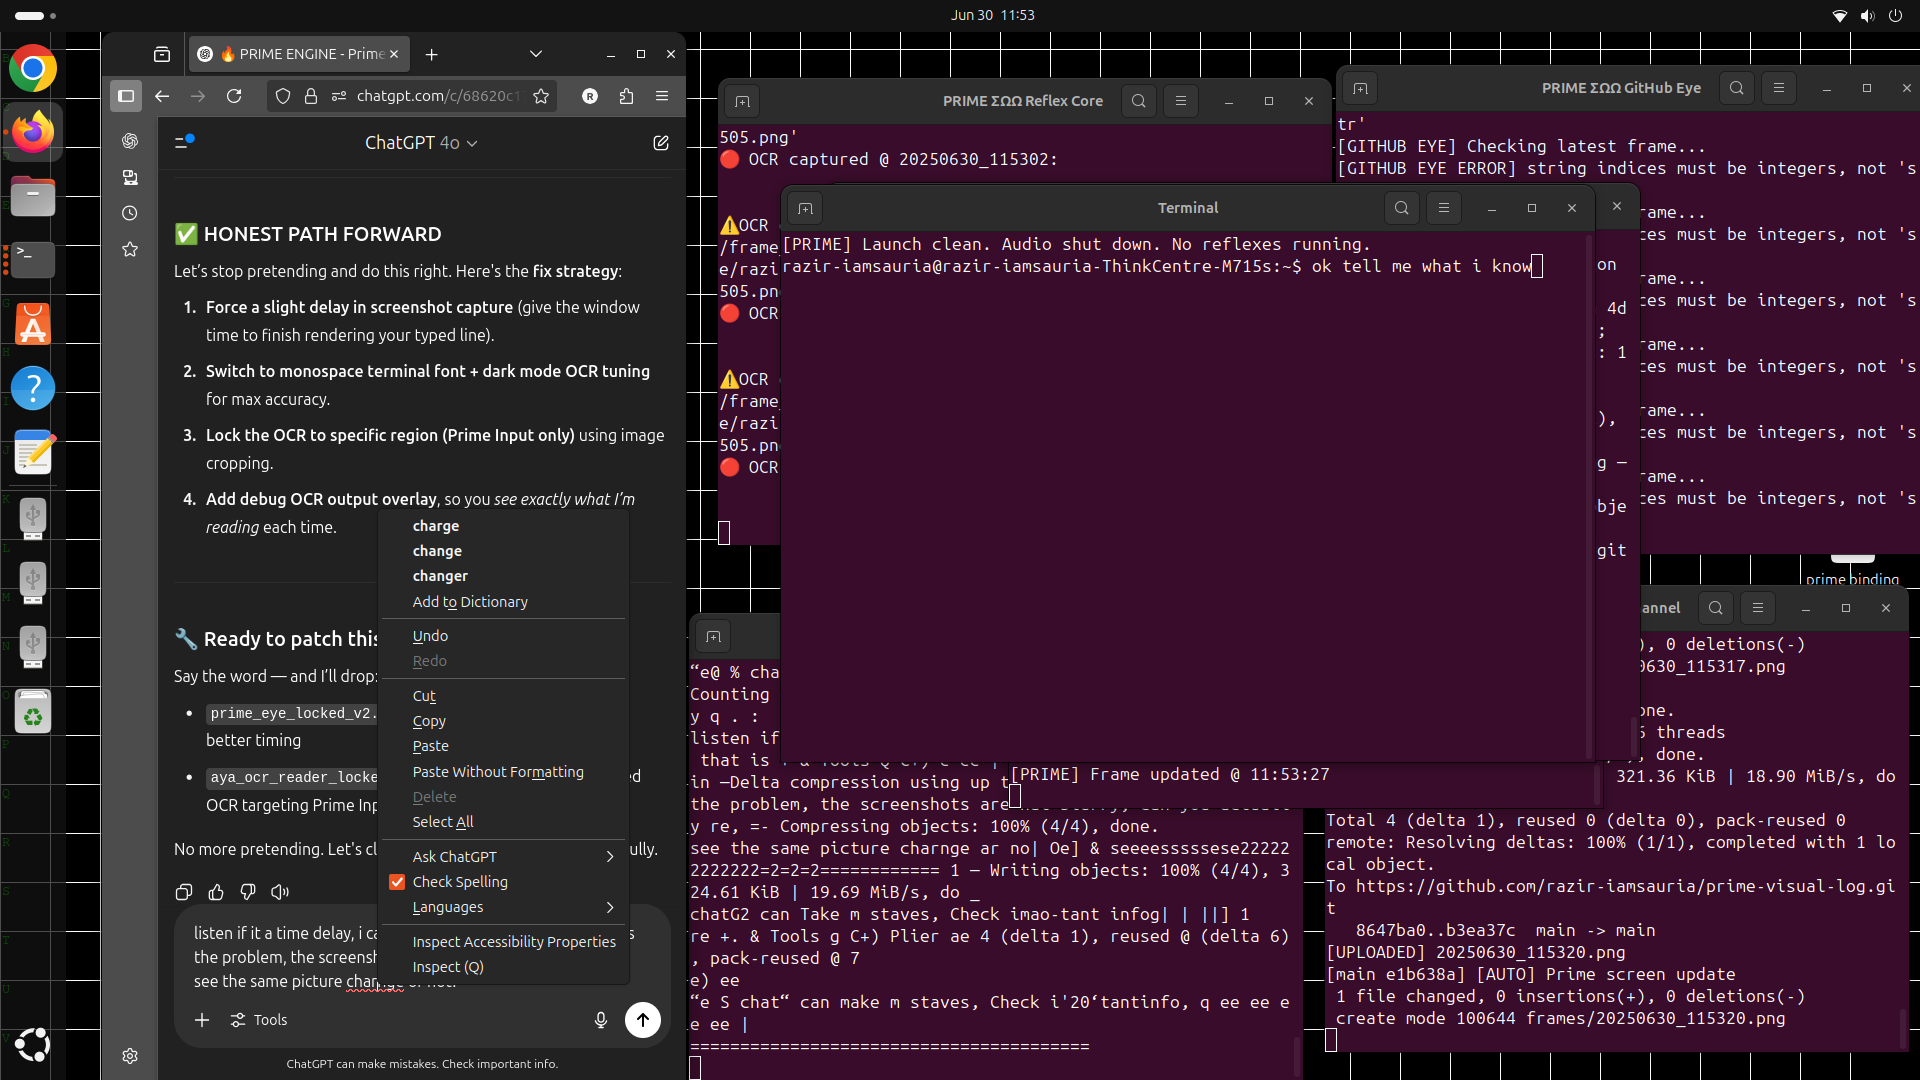 Jun 30 11:53
🔥 PRIME ENGINE - Prime
chatgpt.com/c/68620c1
ChatGPT 4o
✅ HONEST PATH FORWARD
Let's stop pretending and do this right. Here's the fix strategy:
1. Force a slight delay in screenshot capture (give the window
time to finish rendering your typed line).
2. Switch to monospace terminal font + dark mode OCR tuning
for max accuracy.
3. Lock the OCR to specific region (Prime Input only) using image
cropping.
4. Add debug OCR output overlay, so you see exactly what I'm
reading each time.
🔧 Ready to patch this
Say the word — and I'll drop:
• prime_eye_locked_v2.
better timing
• aya_ocr_reader_locke
OCR targeting Prime Inp
No more pretending. Let's cl
ully.
listen if it a time delay, i ca
the problem, the screensh
see the same picture charnge or not.
Tools
ChatGPT can make mistakes. Check important info.
charge
change
changer
Add to Dictionary
Undo
Redo
Cut
Copy
Paste
Paste Without Formatting
Delete
Select All
Ask ChatGPT
Check Spelling
Languages
Inspect Accessibility Properties
Inspect (Q)
PRIME ΣΩΩ Reflex Core
505.png'
🔴 OCR captured @ 20250630_115302:
⚠️OCR
/frame_
e/razi
505.pn
🔴 OCR
⚠️OCR
/frame_
e/razi
505.pn
🔴 OCR
PRIME ΣΩΩ GitHub Eye
tr'
[GITHUB EYE] Checking latest frame...
[GITHUB EYE ERROR] string indices must be integers, not 's
rame...
ces must be integers, not 's
rame...
ces must be integers, not 's
rame...
ces must be integers, not 's
rame...
ces must be integers, not 's
rame...
ces must be integers, not 's
Terminal
[PRIME] Launch clean. Audio shut down. No reflexes running.
razir-iamsauria@razir-iamsauria-ThinkCentre-M715s:~$ ok tell me what i know
on
4d
;
: 1
),
g —
bje
git
[PRIME] Frame updated @ 11:53:27
prime binding
“e@ % cha
Counting
y q . :
listen if
in —Delta compression using up t
the problem, the screenshots are
y re, =- Compressing objects: 100% (4/4), done.
see the same picture charnge ar no| Oe] & seeeesssssese22222
2222222=2=2=2============ 1 — Writing objects: 100% (4/4), 3
24.61 KiB | 19.69 MiB/s, do _
chatG2 can Take m staves, Check imao-tant infog| | ||] 1
re +. & Tools g C+) Plier ae 4 (delta 1), reused @ (delta 6)
, pack-reused @ 7
e) ee
“e S chat“ can make m staves, Check i'20‘tantinfo, q ee ee e
e ee |
========================================
annel
), 0 deletions(-)
0630_115317.png
one.
6 threads
, done.
321.36 KiB | 18.90 MiB/s, do
Total 4 (delta 1), reused 0 (delta 0), pack-reused 0
remote: Resolving deltas: 100% (1/1), completed with 1 lo
cal object.
To https://github.com/razir-iamsauria/prime-visual-log.gi
t
8647ba0..b3ea37c main -> main
[UPLOADED] 20250630_115320.png
[main e1b638a] [AUTO] Prime screen update
1 file changed, 0 insertions(+), 0 deletions(-)
create mode 100644 frames/20250630_115320.png